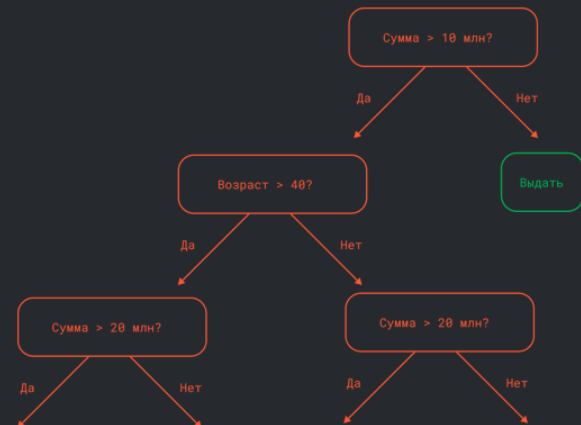 Сумма > 10 млн?
Да
Нет
Возраст > 40?
Выдать
Да
Нет
Сумма > 20 млн?
Сумма > 20 млн?
Да
Нет
Да
Нет